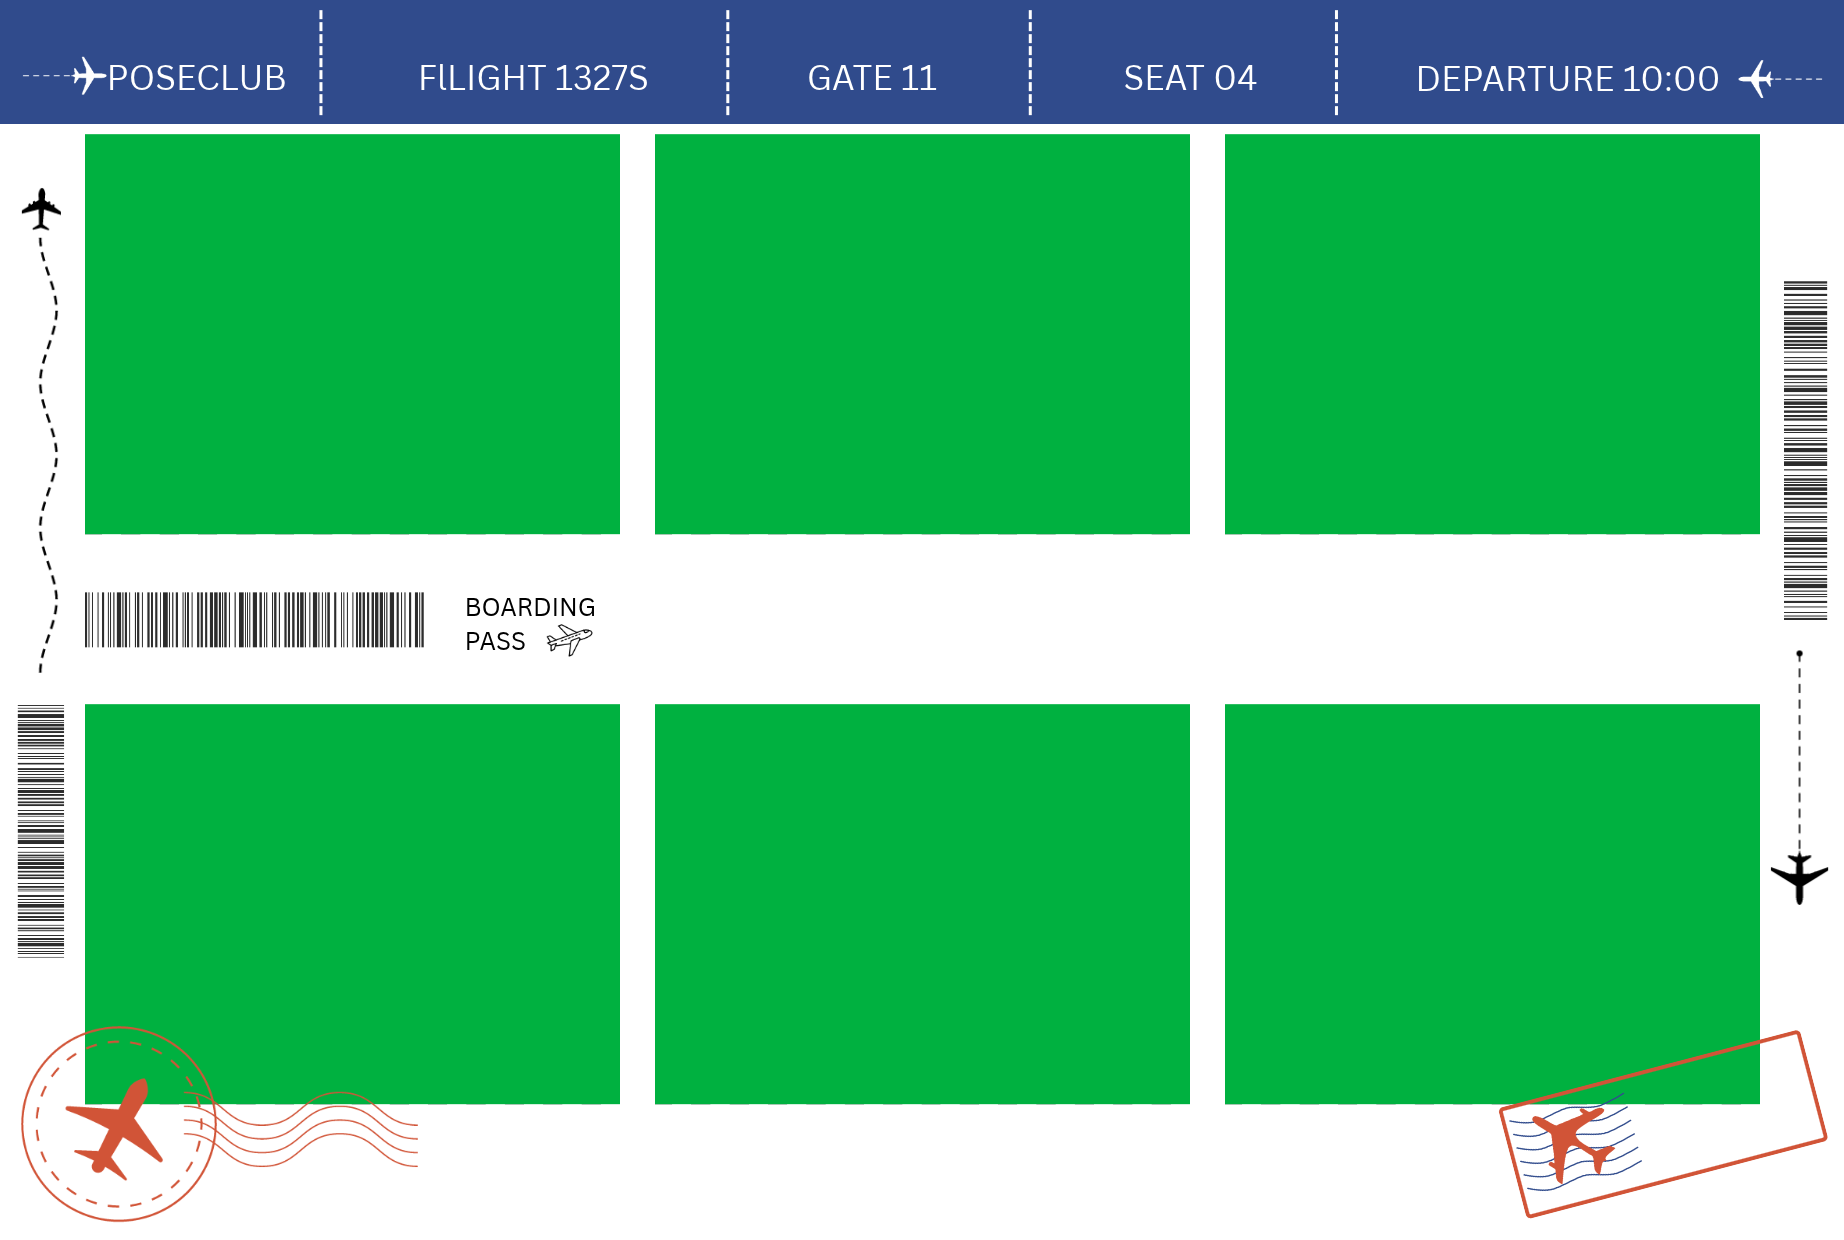 POSECLUB
FlLIGHT 1327S
GATE 11
SEAT 04
DEPARTURE 10:00
BOARDING
PASS